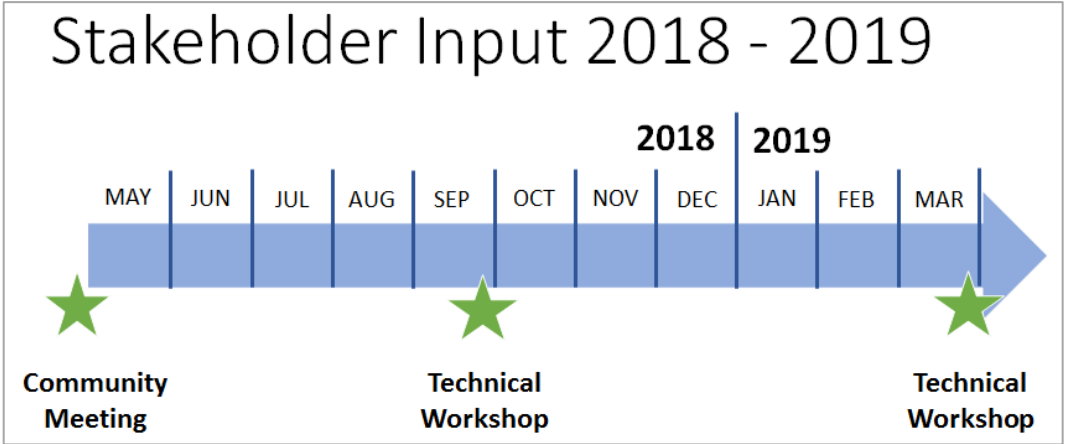 Stakeholder Input 2018 - 2019
2018 2019
MAY JUN JUL AUG SEP OCT NOV DEC JAN FEB MAR
Community Technical Technical
Meeting Workshop Workshop